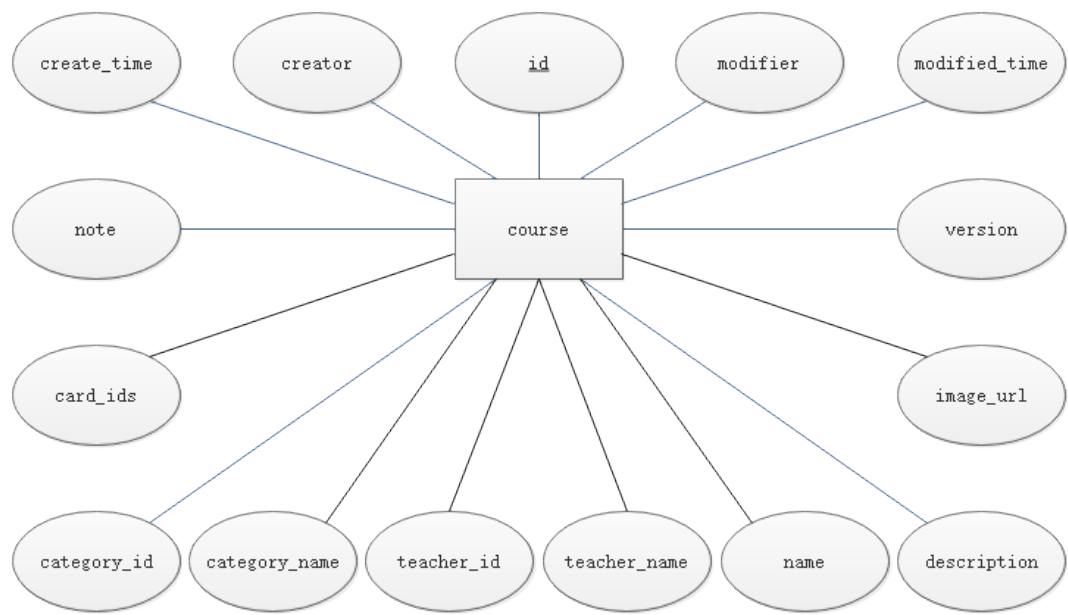 create_time
creator
id
modifier
modified_time
note
course
version
card_ids
image_url
category_id
category_name
teacher_id
teacher_name
name
description